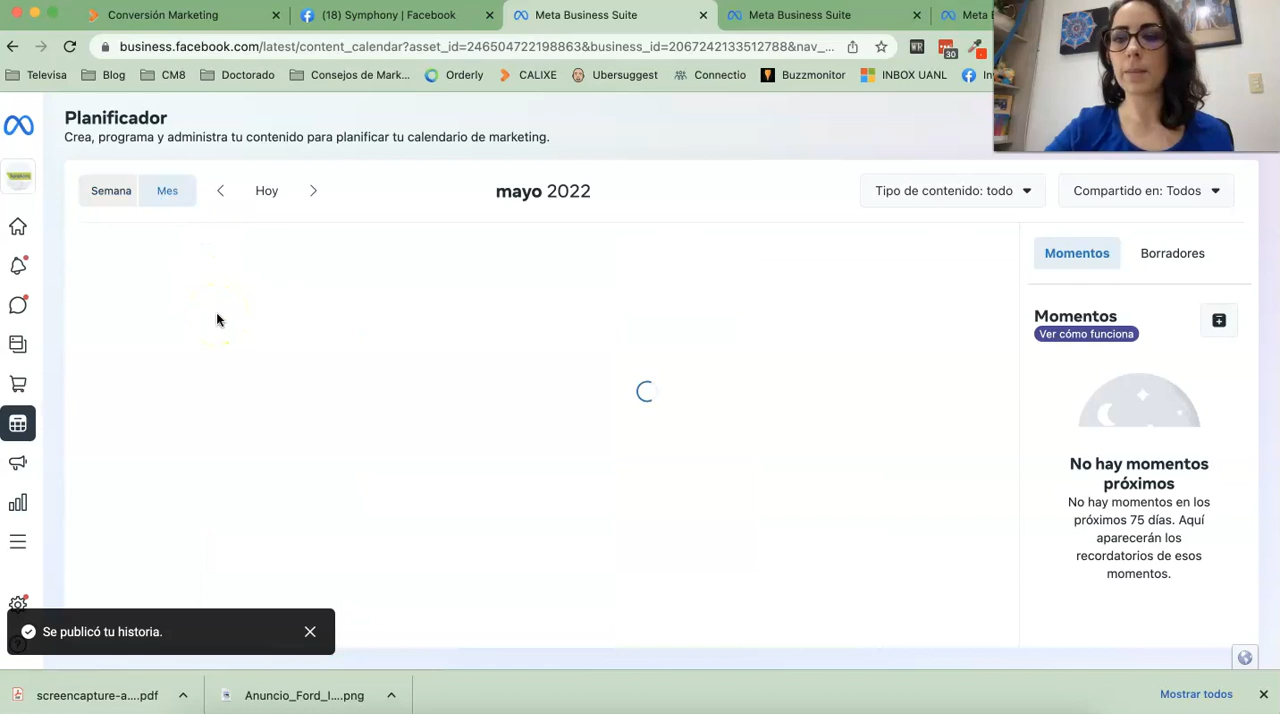 Conversión Marketing
(18) Symphony | Facebook
Meta Business Suite
Meta Business Suite
Meta B
business.facebook.com/latest/content_calendar?asset_id=246504722198863&business_id=2067242133512788&nav_...
30
Televisa
Blog
CM8
Doctorado
Consejos de Mark...
Orderly
CALIXE
Ubersuggest
Connectio
Buzzmonitor
INBOX UANL
Inv
Planificador
Crea, programa y administra tu contenido para planificar tu calendario de marketing.
Semana
Mes
Hoy
mayo 2022
Tipo de contenido: todo
Compartido en: Todos
Momentos
Borradores
Momentos
Ver cómo funciona
No hay momentos
próximos
No hay momentos en los
próximos 75 días. Aquí
aparecerán los
recordatorios de esos
momentos.
Se publicó tu historia.
screencapture-a....pdf
Anuncio_Ford_I....png
Mostrar todos